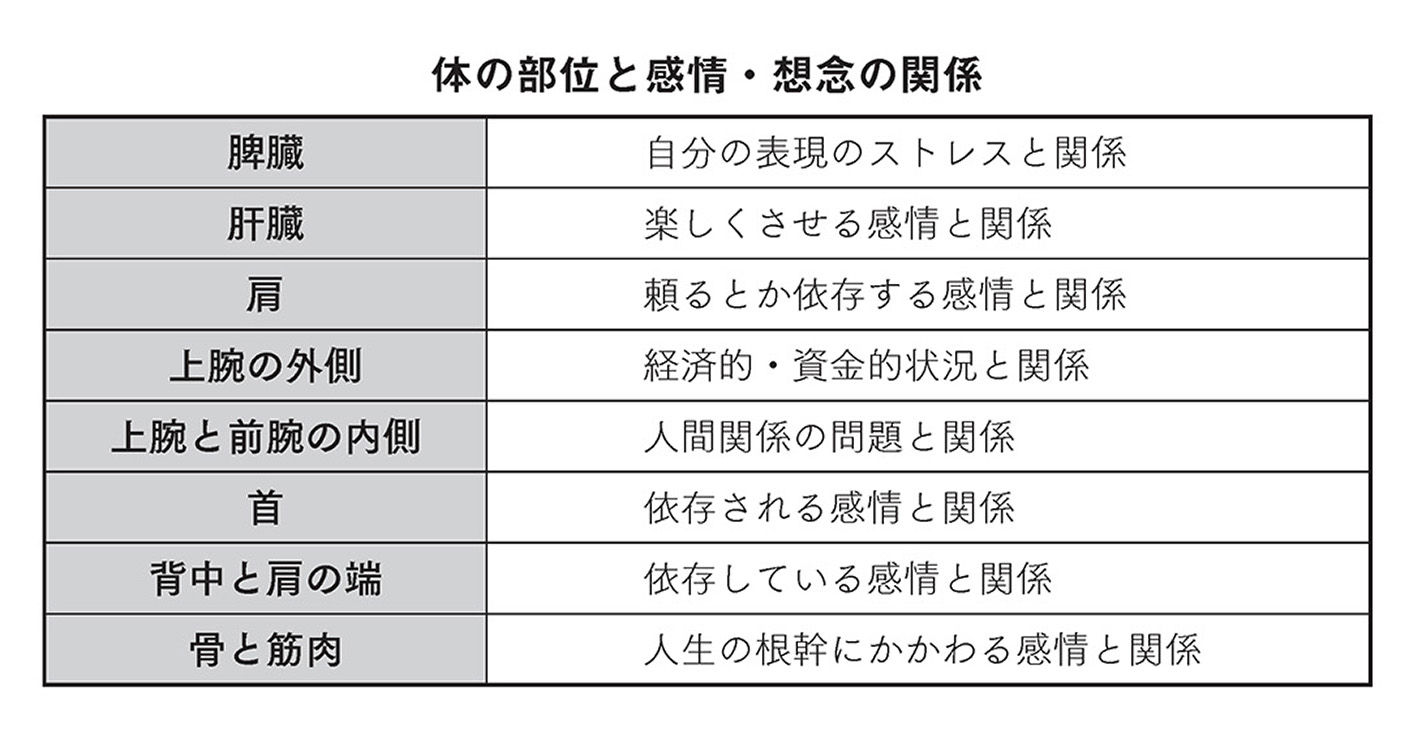 体の部位と感情・想念の関係
脾臓 自分の表現のストレスと関係
肝臓 楽しくさせる感情と関係
肩 頼るとか依存する感情と関係
上腕の外側 経済的・資金的状況と関係
上腕と前腕の内側 人間関係の問題と関係
首 依存される感情と関係
背中と肩の端 依存している感情と関係
骨と筋肉 人生の根幹にかかわる感情と関係